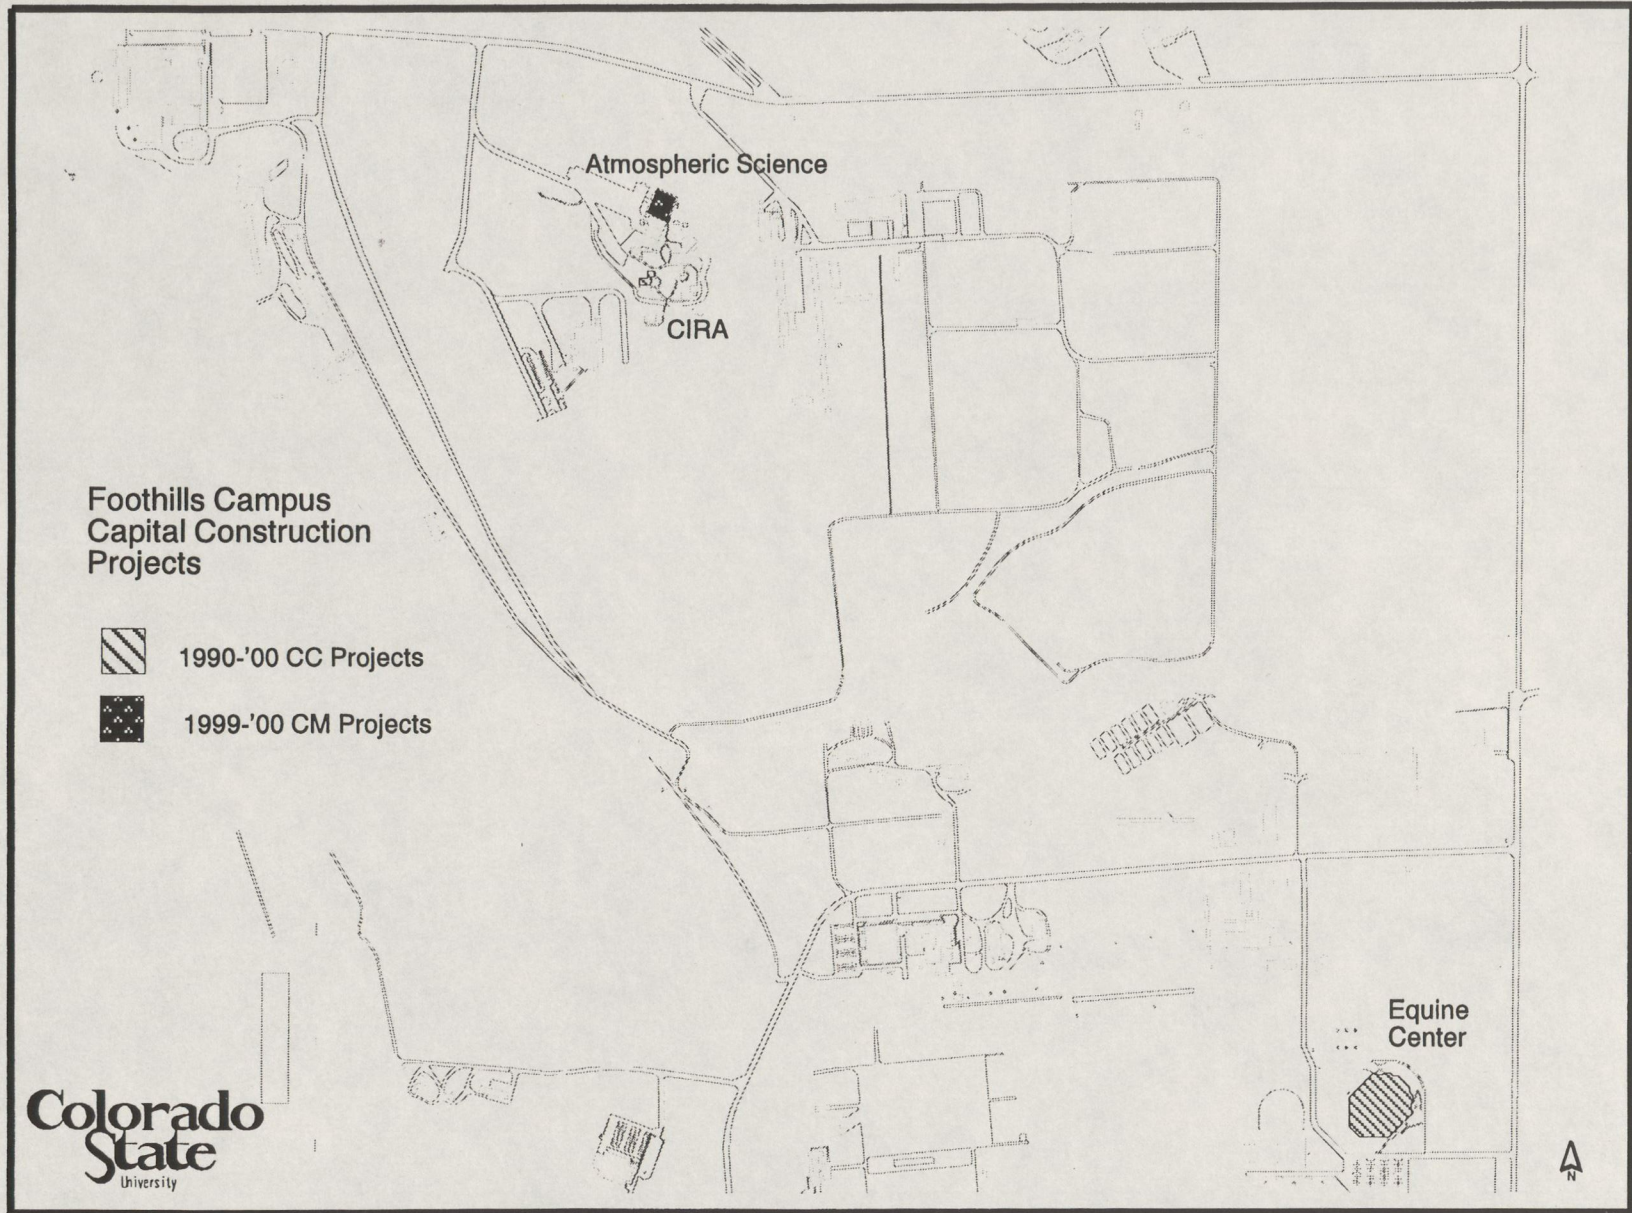 Atmospheric Science
CIRA
Foothills Campus
Capital Construction
Projects
1990-'00 CC Projects
1999-'00 CM Projects
Equine
Center
Colorado
State
University
N